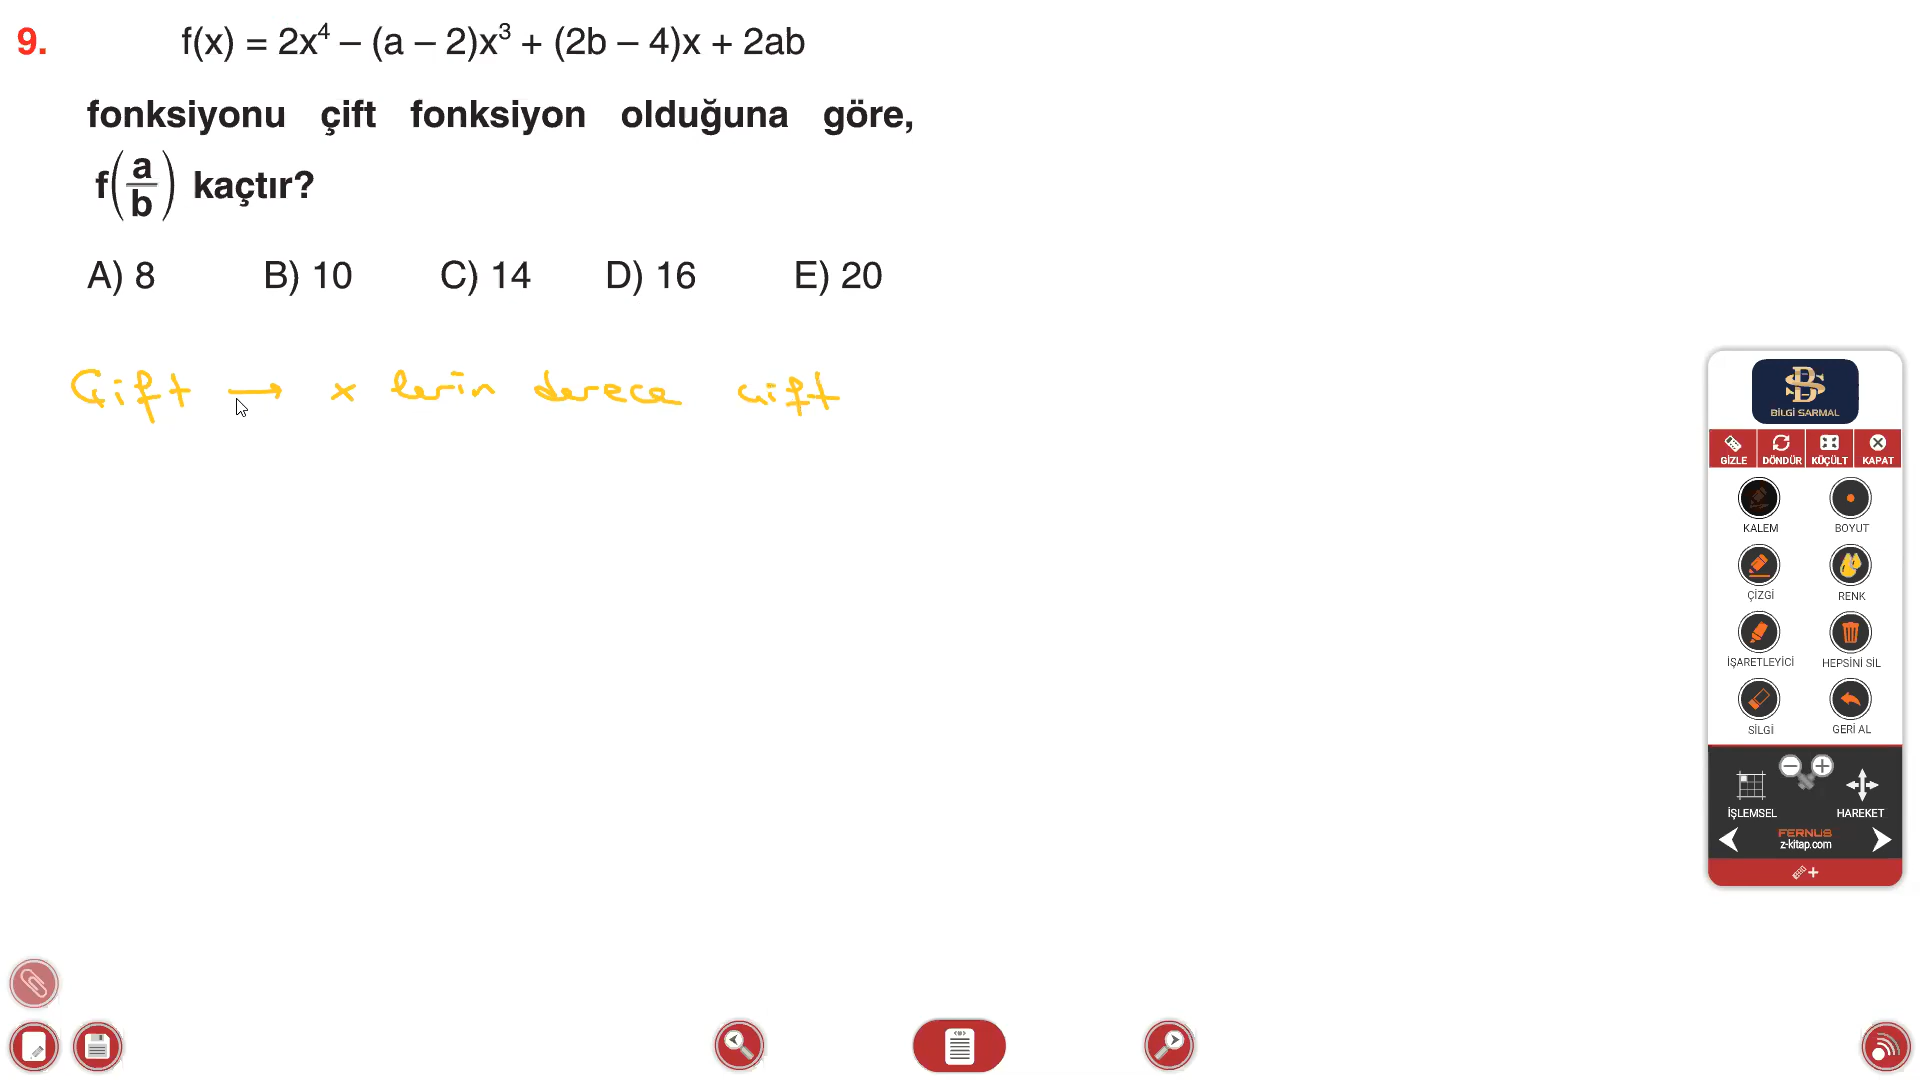 9. f(x) = 2x⁴ – (a – 2)x³ + (2b – 4)x + 2ab
fonksiyonu çift fonksiyon olduğuna göre,
f(a/b) kaçtır?
A) 8 B) 10 C) 14 D) 16 E) 20
Çift → x lerin derece çift
BİLGİ SARMAL
GİZLE DÖNDÜR KÜÇÜLT KAPAT
KALEM BOYUT
ÇİZGİ RENK
İŞARETLEYİCİ HEPSİNİ SİL
SİLGİ GERİ AL
İŞLEMSEL HAREKET
FERNUS
z-kitap.com